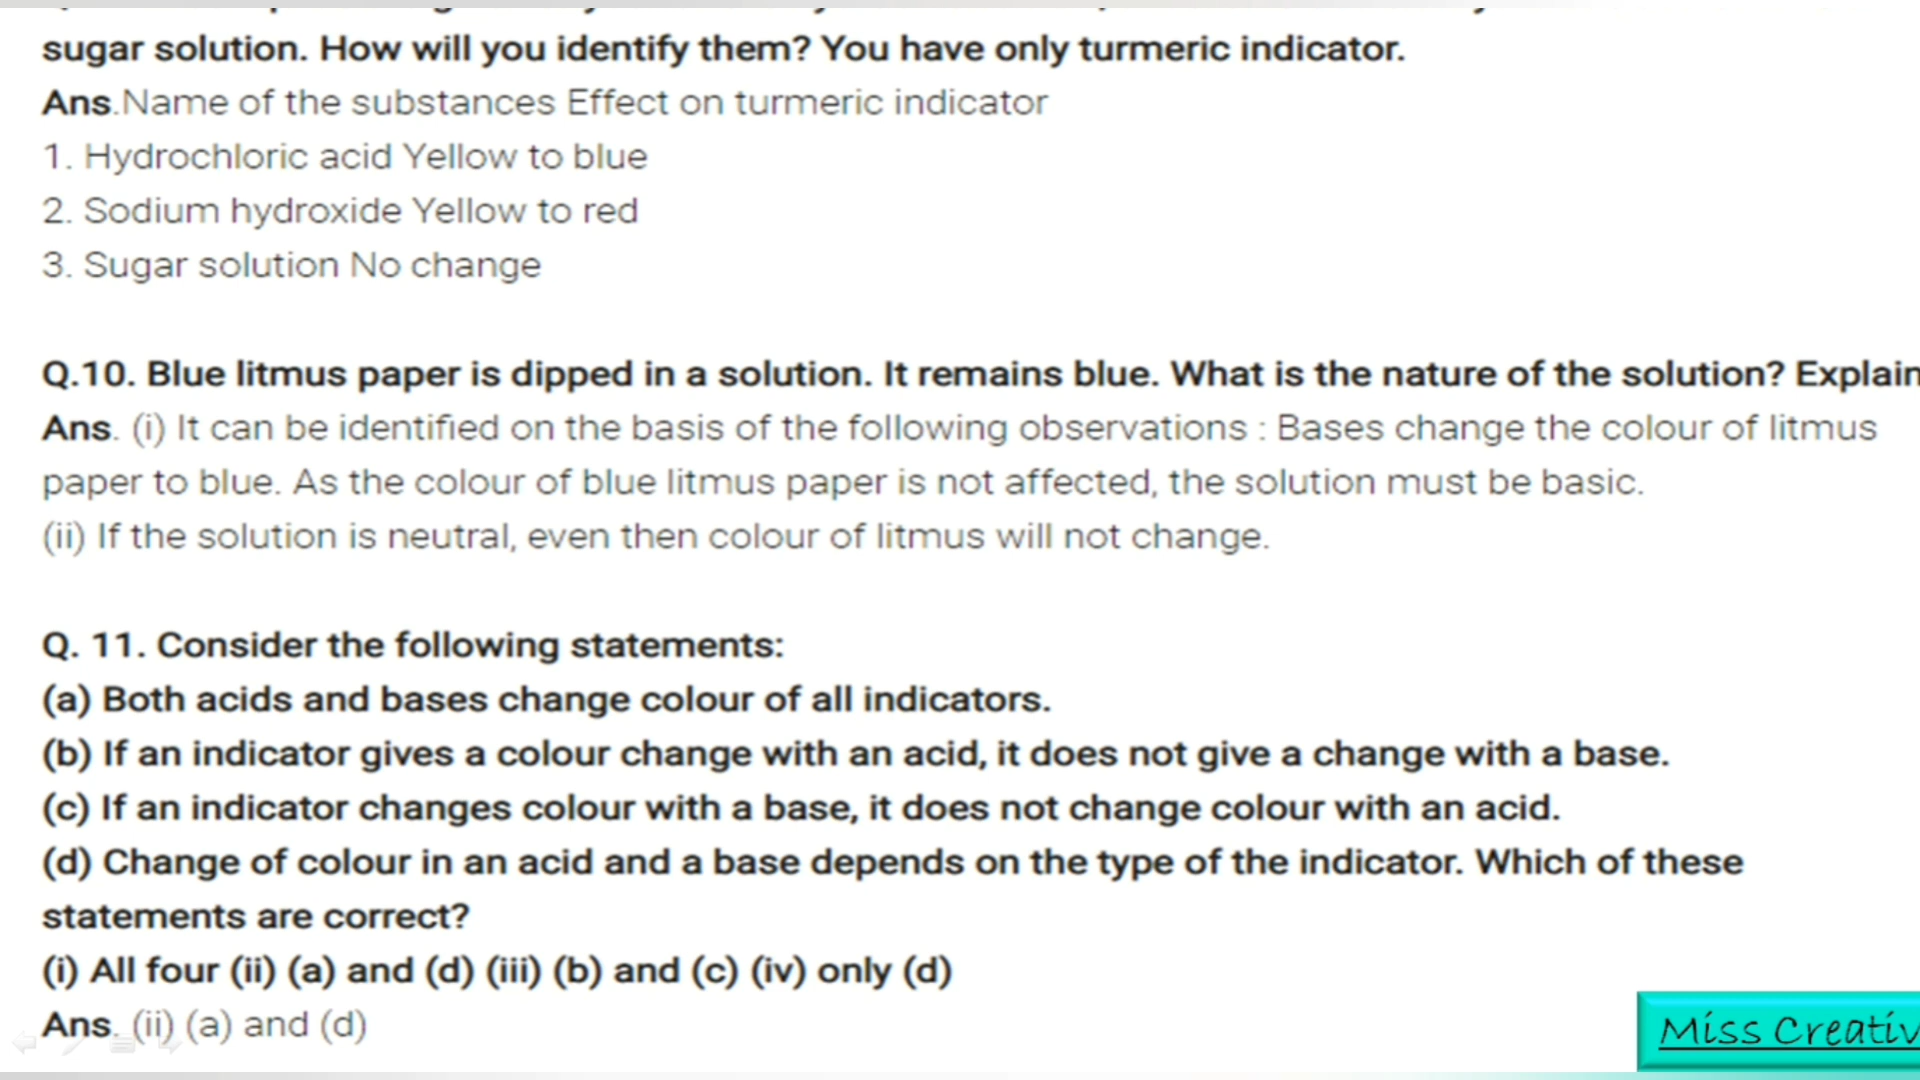 sugar solution. How will you identify them? You have only turmeric indicator.
Ans.Name of the substances Effect on turmeric indicator
1. Hydrochloric acid Yellow to blue
2. Sodium hydroxide Yellow to red
3. Sugar solution No change
Q.10. Blue litmus paper is dipped in a solution. It remains blue. What is the nature of the solution? Explain
Ans. (i) It can be identified on the basis of the following observations : Bases change the colour of litmus
paper to blue. As the colour of blue litmus paper is not affected, the solution must be basic.
(ii) If the solution is neutral, even then colour of litmus will not change.
Q. 11. Consider the following statements:
(a) Both acids and bases change colour of all indicators.
(b) If an indicator gives a colour change with an acid, it does not give a change with a base.
(c) If an indicator changes colour with a base, it does not change colour with an acid.
(d) Change of colour in an acid and a base depends on the type of the indicator. Which of these
statements are correct?
(i) All four (ii) (a) and (d) (iii) (b) and (c) (iv) only (d)
Ans. (ii) (a) and (d)
Miss Creativ